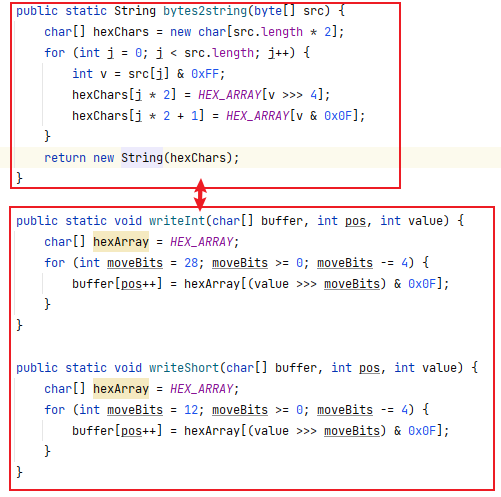 public static String bytes2string(byte[] src) {
    char[] hexChars = new char[src.length * 2];
    for (int j = 0; j < src.length; j++) {
        int v = src[j] & 0xFF;
        hexChars[j * 2] = HEX_ARRAY[v >>> 4];
        hexChars[j * 2 + 1] = HEX_ARRAY[v & 0x0F];
    }
    return new String(hexChars);
}
public static void writeInt(char[] buffer, int pos, int value) {
    char[] hexArray = HEX_ARRAY;
    for (int moveBits = 28; moveBits >= 0; moveBits -= 4) {
        buffer[pos++] = hexArray[(value >>> moveBits) & 0x0F];
    }
}
public static void writeShort(char[] buffer, int pos, int value) {
    char[] hexArray = HEX_ARRAY;
    for (int moveBits = 12; moveBits >= 0; moveBits -= 4) {
        buffer[pos++] = hexArray[(value >>> moveBits) & 0x0F];
    }
}